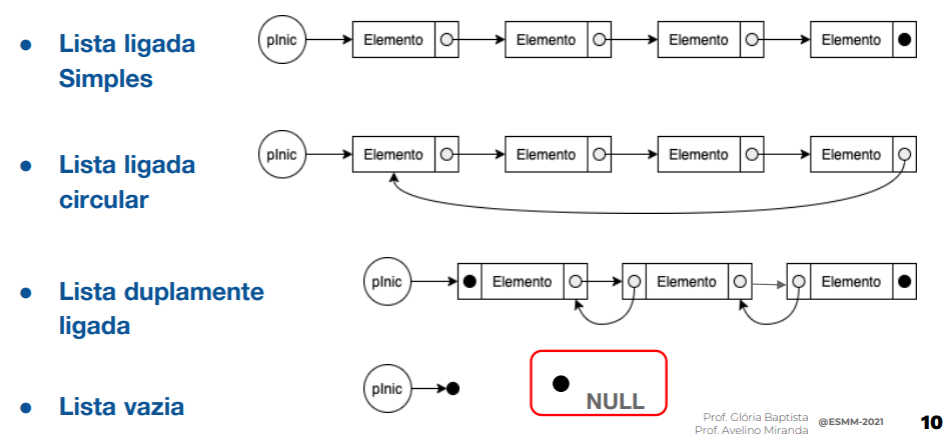 ● Lista ligada
Simples
pInic Elemento Elemento Elemento Elemento
● Lista ligada
circular
pInic Elemento Elemento Elemento Elemento
● Lista duplamente
ligada
pInic Elemento Elemento Elemento
● Lista vazia
pInic
NULL
Prof. Glória Baptista
Prof. Avelino Miranda
@ESMM-2021
10